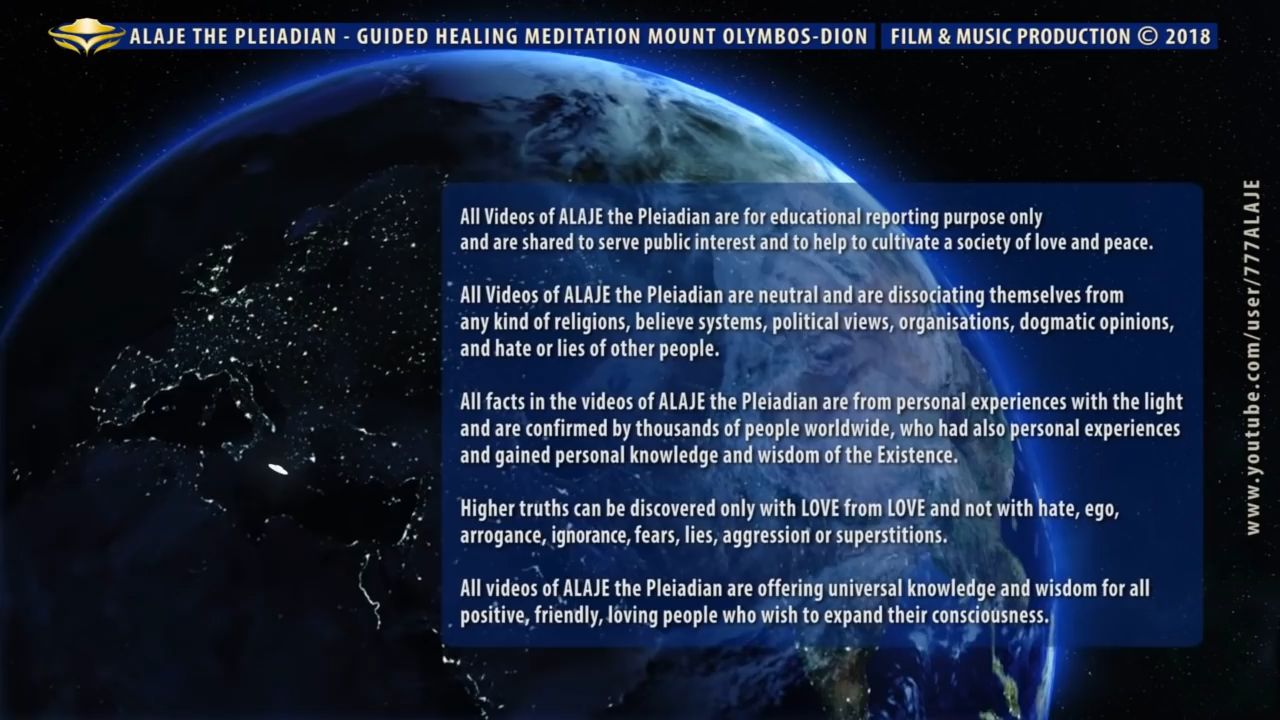 ALAJE THE PLEIADIAN - GUIDED HEALING MEDITATION MOUNT OLYMBOS-DION
FILM & MUSIC PRODUCTION © 2018
All Videos of ALAJE the Pleiadian are for educational reporting purpose only
and are shared to serve public interest and to help to cultivate a society of love and peace.
All Videos of ALAJE the Pleiadian are neutral and are dissociating themselves from
any kind of religions, believe systems, political views, organisations, dogmatic opinions,
and hate or lies of other people.
All facts in the videos of ALAJE the Pleiadian are from personal experiences with the light
and are confirmed by thousands of people worldwide, who had also personal experiences
and gained personal knowledge and wisdom of the Existence.
Higher truths can be discovered only with LOVE from LOVE and not with hate, ego,
arrogance, ignorance, fears, lies, aggression or superstitions.
All videos of ALAJE the Pleiadian are offering universal knowledge and wisdom for all
positive, friendly, loving people who wish to expand their consciousness.
www.youtube.com/user/777ALAJE